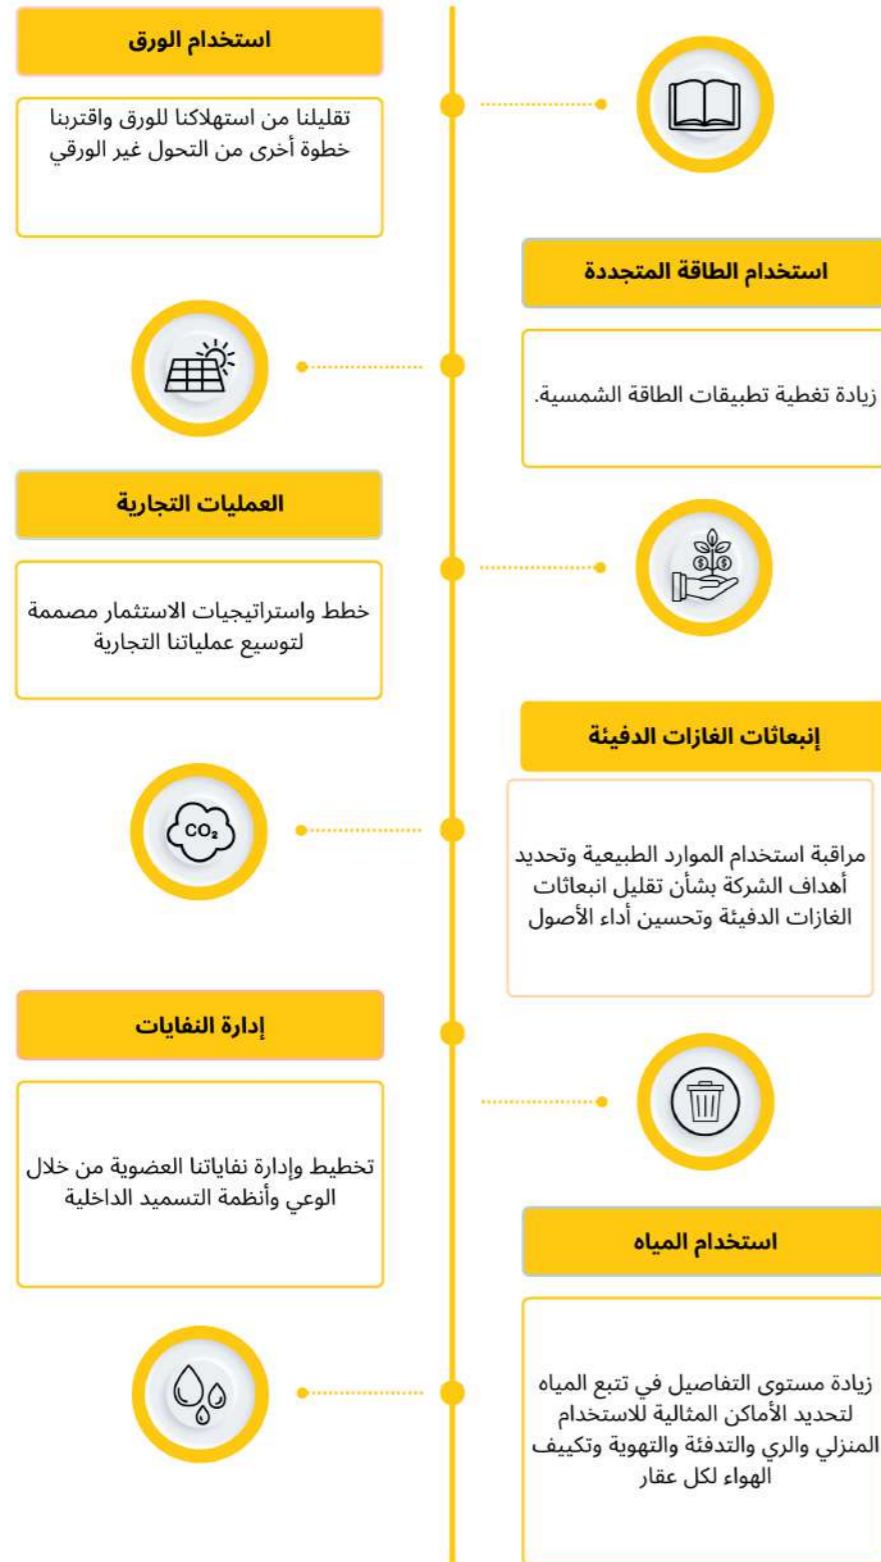 استخدام الورق
تقليلنا من استهلاكنا للورق واقتربنا
خطوة أخرى من التحول غير الورقي
استخدام الطاقة المتجددة
زيادة تغطية تطبيقات الطاقة الشمسية.
العمليات التجارية
خطط واستراتيجيات الاستثمار مصممة
لتوسيع عملياتنا التجارية
إنبعاثات الغازات الدفيئة
CO₂
مراقبة استخدام الموارد الطبيعية وتحديد
أهداف الشركة بشأن تقليل انبعاثات
الغازات الدفيئة وتحسين أداء الأصول
إدارة النفايات
تخطيط وإدارة نفاياتنا العضوية من خلال
الوعي وأنظمة التسميد الداخلية
استخدام المياه
زيادة مستوى التفاصيل في تتبع المياه
لتحديد الأماكن المثالية للاستخدام
المنزلي والري والتدفئة والتهوية وتكييف
الهواء لكل عقار